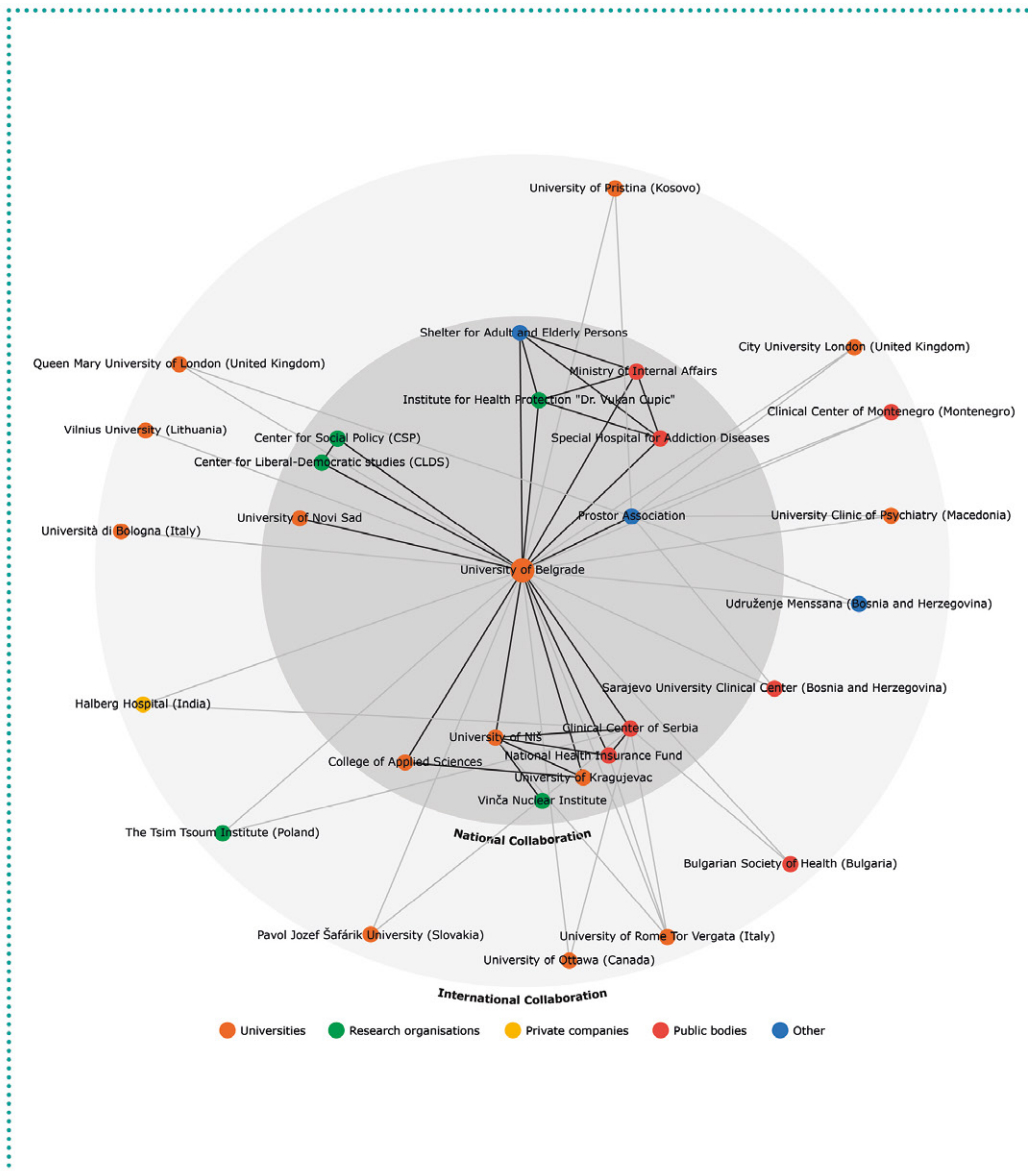 University of Pristina (Kosovo)
Shelter for Adult and Elderly Persons
City University London (United Kingdom)
Queen Mary University of London (United Kingdom)
Ministry of Internal Affairs
Institute for Health Protection "Dr. Vukan Cupic"
Clinical Center of Montenegro (Montenegro)
Vilnius University (Lithuania)
Center for Social Policy (CSP)
Special Hospital for Addiction Diseases
Center for Liberal-Democratic studies (CLDS)
University of Novi Sad
Prostor Association
University Clinic of Psychiatry (Macedonia)
Università di Bologna (Italy)
University of Belgrade
Udruženje Menssana (Bosnia and Herzegovina)
Sarajevo University Clinical Center (Bosnia and Herzegovina)
Halberg Hospital (India)
Clinical Center of Serbia
University of Niš
National Health Insurance Fund
College of Applied Sciences
University of Kragujevac
Vinča Nuclear Institute
The Tsim Tsoum Institute (Poland)
National Collaboration
Bulgarian Society of Health (Bulgaria)
Pavol Jozef Šafárik University (Slovakia)
University of Rome Tor Vergata (Italy)
University of Ottawa (Canada)
International Collaboration
Universities
Research organisations
Private companies
Public bodies
Other